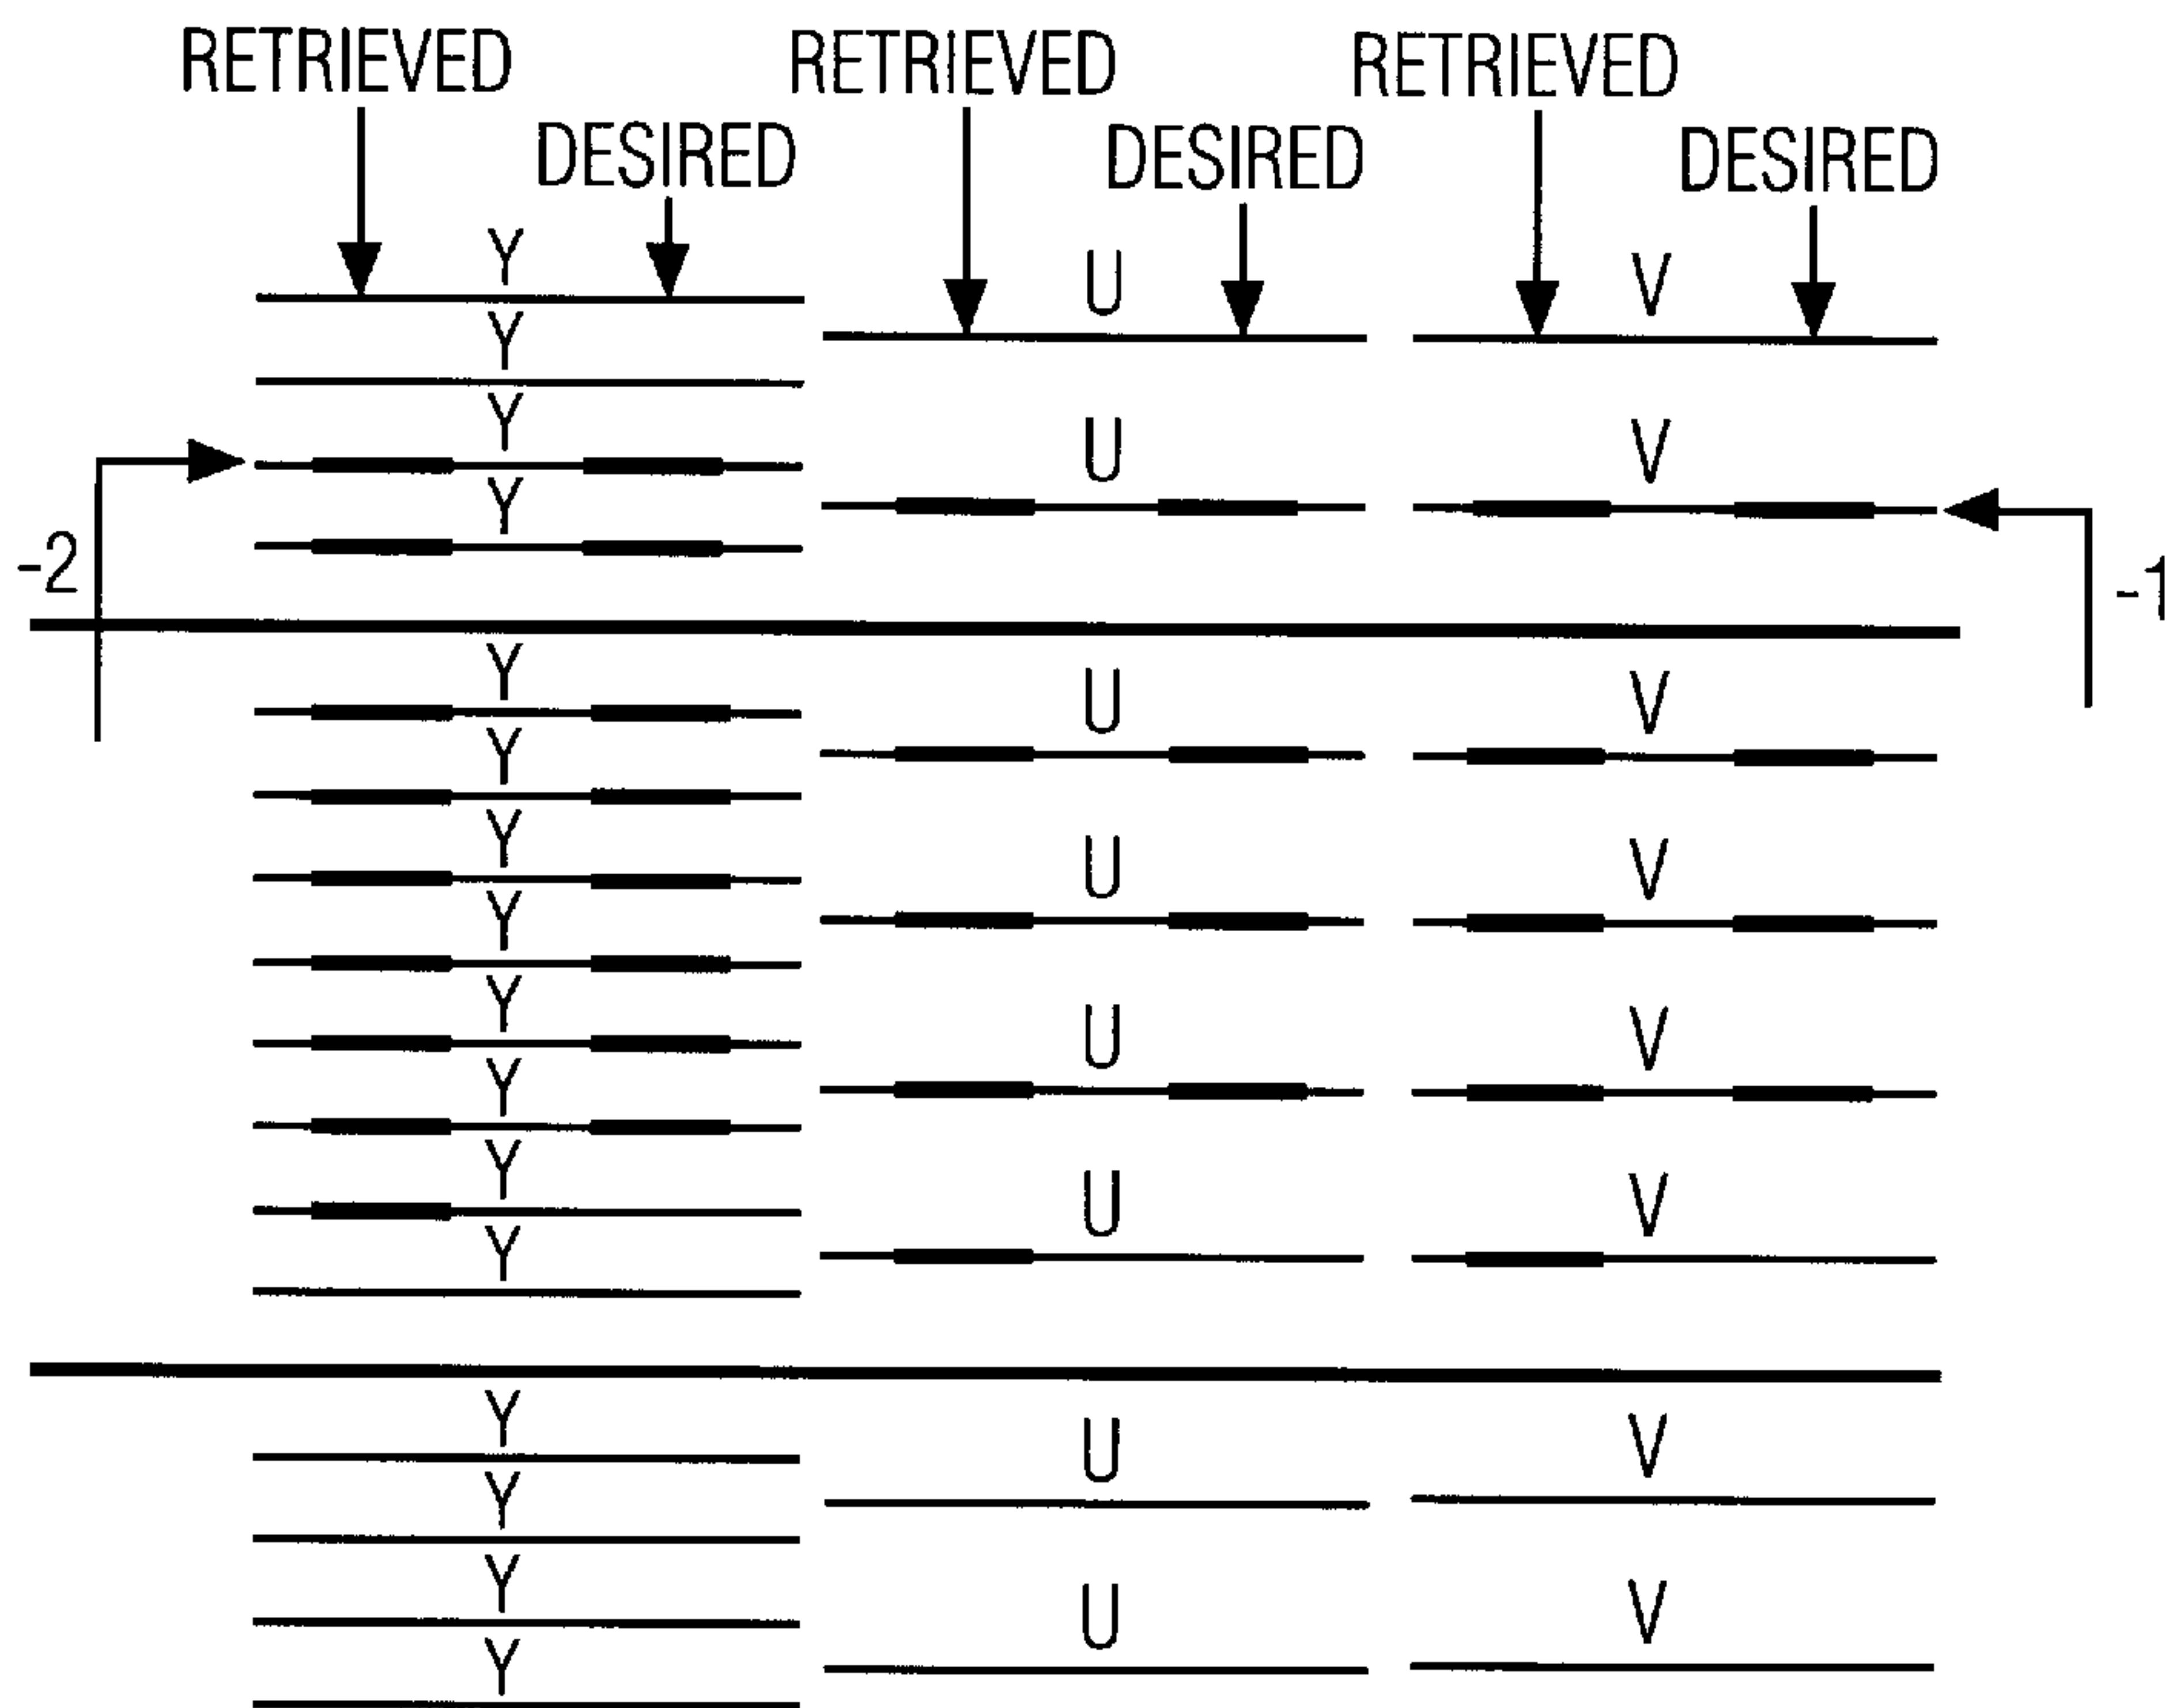 RETRIEVED RETRIEVED RETRIEVED
DESIRED DESIRED DESIRED
Y
U V
Y
Y
U V
Y
-2
-1
Y
U V
Y
Y
U V
Y
Y
U V
Y
Y
U V
Y
Y
U V
Y
Y
U V
Y